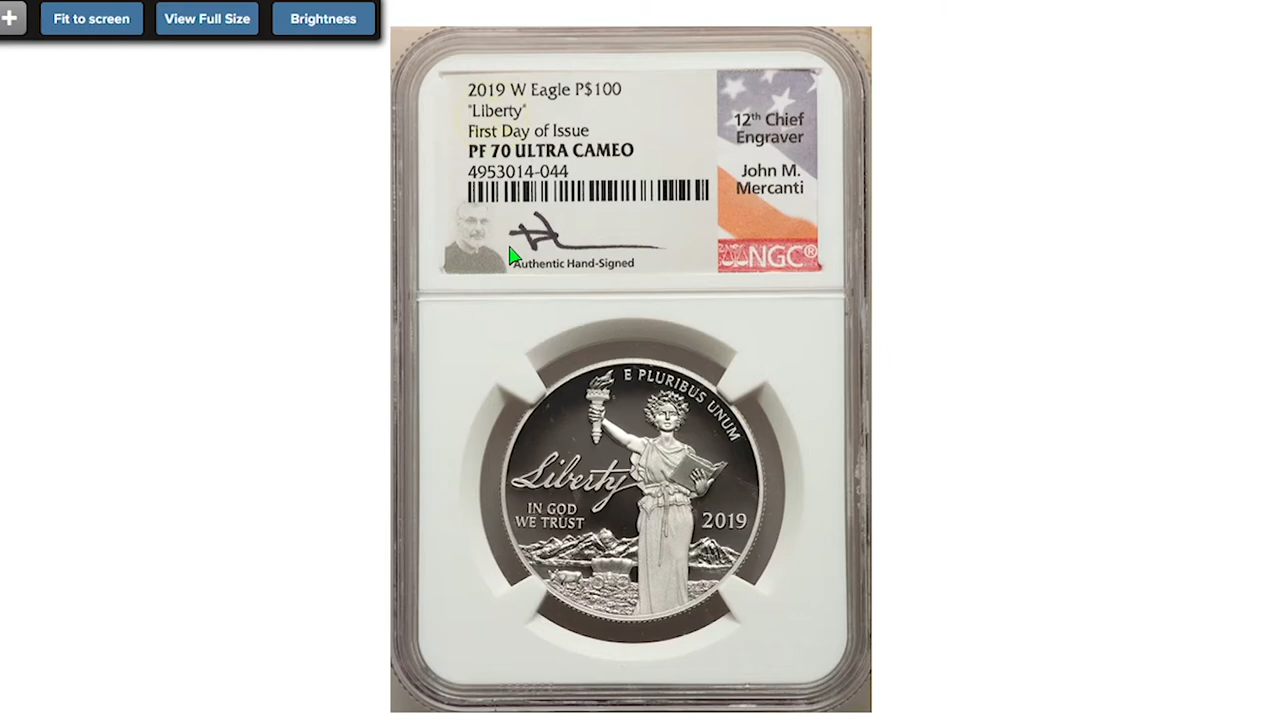 Fit to screen
View Full Size
Brightness
2019 W Eagle P$100
"Liberty"
First Day of Issue
PF 70 ULTRA CAMEO
4953014-044
Authentic Hand-Signed
12th Chief
Engraver
John M.
Mercanti
NGC®
E PLURIBUS UNUM
Liberty
IN GOD
WE TRUST
2019